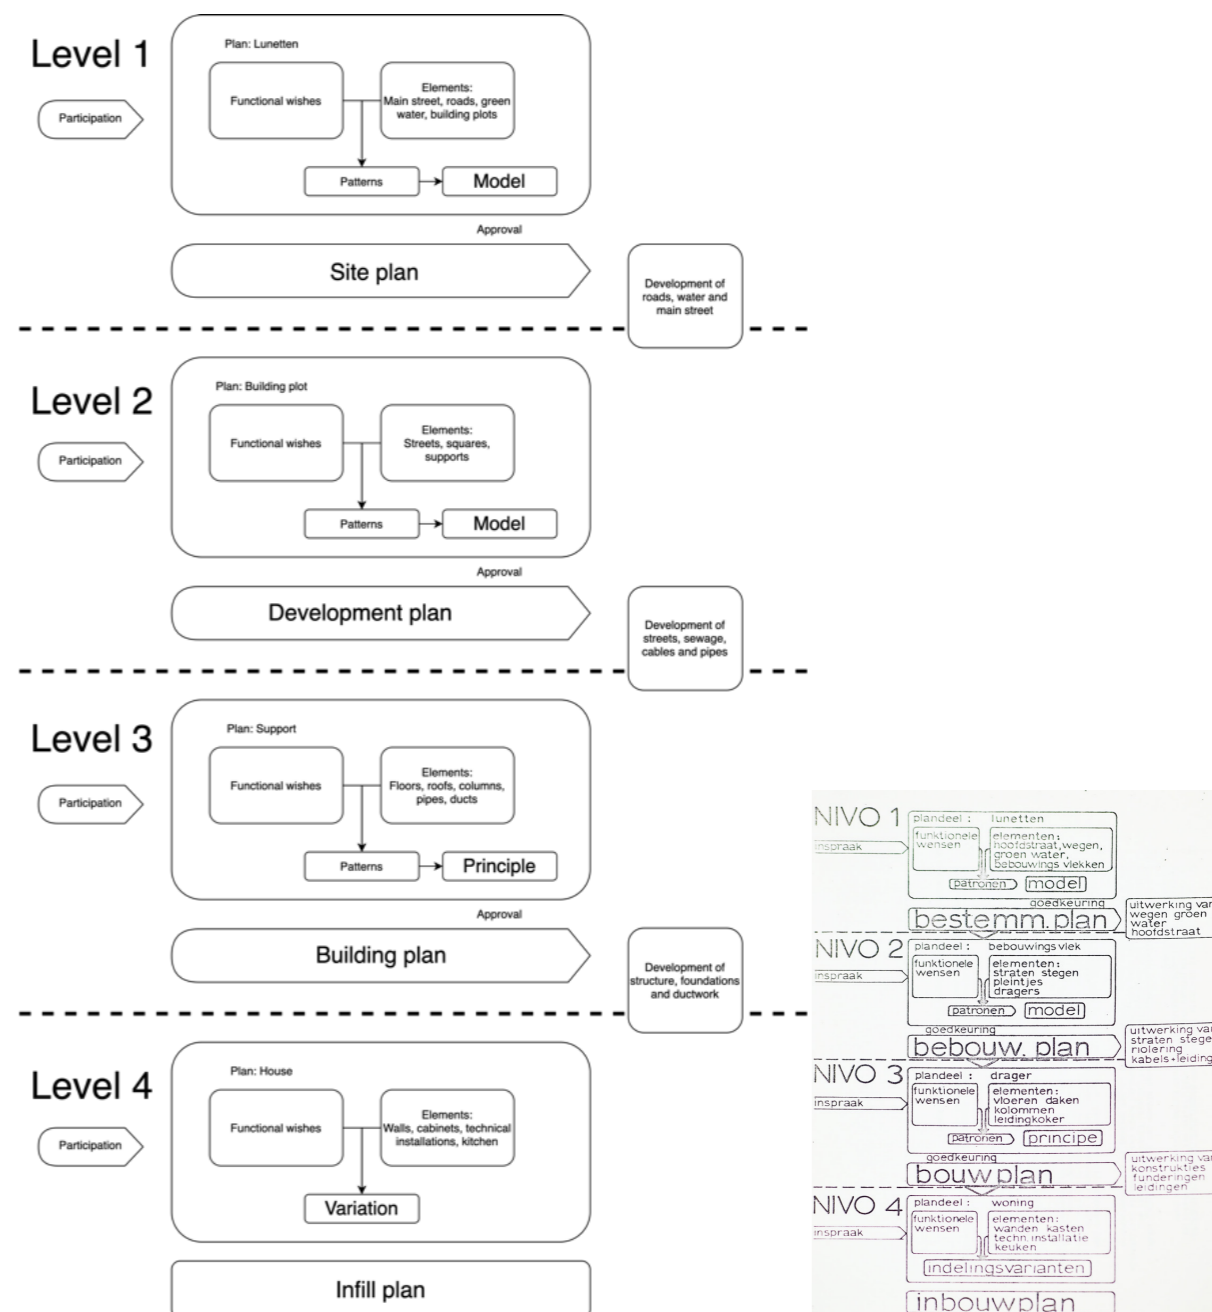 Level 1
Participation
Plan: Lunetten
Functional wishes
Elements:
Main street, roads, green
water, building plots
Patterns
Model
Approval
Site plan
Development of
roads, water and
main street
Level 2
Participation
Plan: Building plot
Functional wishes
Elements:
Streets, squares,
supports
Patterns
Model
Approval
Development plan
Development of
streets, sewage,
cables and pipes
Level 3
Participation
Plan: Support
Functional wishes
Elements:
Floors, roofs, columns,
pipes, ducts
Patterns
Principle
Approval
Building plan
Development of
structure, foundations
and ductwork
Level 4
Participation
Plan: House
Functional wishes
Elements:
Walls, cabinets, technical
installations, kitchen
Variation
Infill plan
NIVO 1
inspraak
plandeel : lunetten
funktionele
wensen
elementen:
hoofdstraat,wegen,
groen water,
bebouwings vlekken
patronen
model
goedkeuring
bestemm. plan
uitwerking van
wegen groen
water
hoofdstraat
NIVO 2
inspraak
plandeel : bebouwings vlek
funktionele
wensen
elementen:
straten stegen
pleintjes
dragers
patronen
model
goedkeuring
bebouw. plan
uitwerking van
straten stege
riolering
kabels+leiding
NIVO 3
inspraak
plandeel : drager
funktionele
wensen
elementen:
vloeren daken
kolommen
leidingkoker
patronen
principe
goedkeuring
bouwplan
uitwerking van
konstrukties
funderingen
leidingen
NIVO 4
inspraak
plandeel : woning
funktionele
wensen
elementen:
wanden kasten
techn. installatie
keuken
indelingsvarianten
inbouwplan